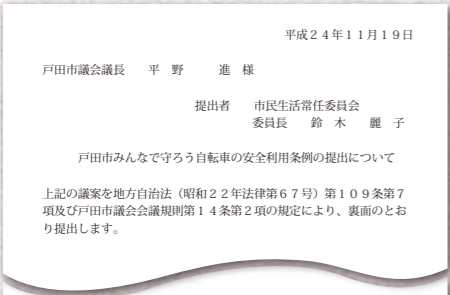 平成２４年１１月１９日
戸田市議会議長　平　野　　進　様
提出者　市民生活常任委員会
委員長　鈴　木　麗　子
戸田市みんなで守ろう自転車の安全利用条例の提出について
上記の議案を地方自治法（昭和２２年法律第６７号）第１０９条第７
項及び戸田市議会会議規則第１４条第２項の規定により、裏面のとお
り提出します。